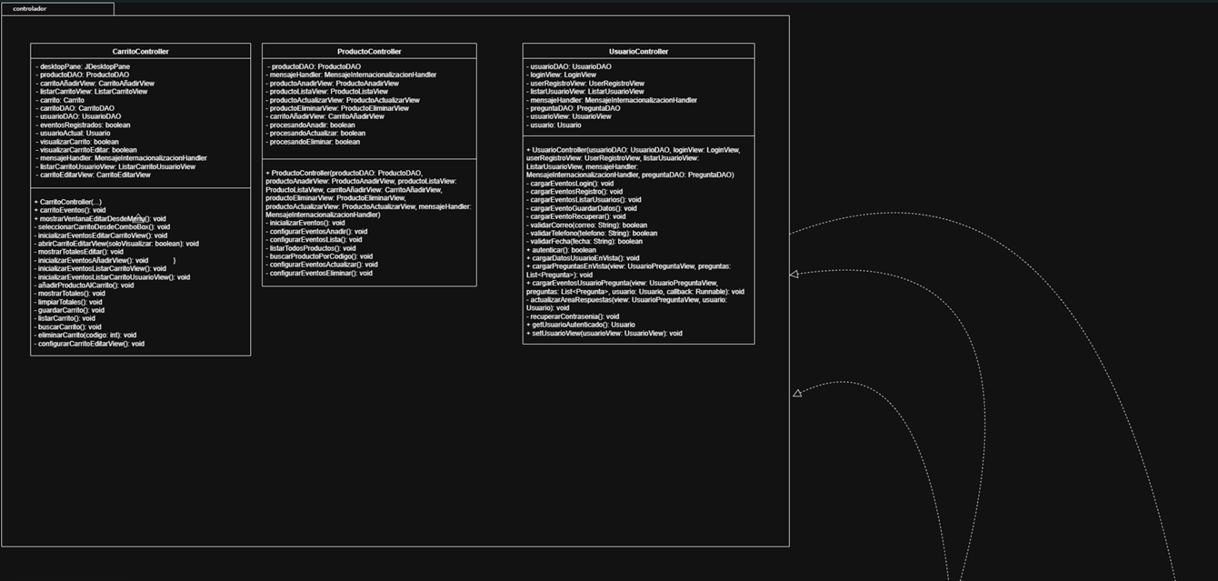 controlador
CarritoController
- desktopPane: JDesktopPane
- productoDAO: ProductoDAO
- carritoAñadirView: CarritoAñadirView
- listarCarritoView: ListarCarritoView
- carrito: Carrito
- carritoDAO: CarritoDAO
- usuarioDAO: UsuarioDAO
- eventosRegistrados: boolean
- usuarioActual: Usuario
- visualizarCarrito: boolean
- visualizarCarritoEditar: boolean
- mensajeHandler: MensajeInternacionalizacionHandler
- listarCarritoUsuarioView: ListarCarritoUsuarioView
- carritoEditarView: CarritoEditarView
+ CarritoController(...)
+ carritoEventos(): void
+ mostrarVentanaEditarDesdeMenu(): void
- seleccionarCarritoDesdeComboBox(): void
- inicializarEventosEditarCarritoView(): void
- abrirCarritoEditarView(soloVisualizar: boolean): void
- mostrarTotalesEditar(): void
- inicializarEventosAñadirView(): void }
- inicializarEventosListarCarritoView(): void
- inicializarEventosListarCarritoUsuarioView(): void
- añadirProductoAlCarrito(): void
- mostrarTotales(): void
- limpiarTotales(): void
- guardarCarrito(): void
- listarCarrito(): void
- buscarCarrito(): void
- eliminarCarrito(codigo: int): void
- configurarCarritoEditarView(): void
ProductoController
- productoDAO: ProductoDAO
- mensajeHandler: MensajeInternacionalizacionHandler
- productoAnadirView: ProductoAnadirView
- productoListaView: ProductoListaView
- productoActualizarView: ProductoActualizarView
- productoEliminarView: ProductoEliminarView
- carritoAñadirView: CarritoAñadirView
- procesandoAnadir: boolean
- procesandoActualizar: boolean
- procesandoEliminar: boolean
+ ProductoController(productoDAO: ProductoDAO,
productoAnadirView: ProductoAnadirView, productoListaView:
ProductoListaView, carritoAñadirView: CarritoAñadirView,
productoEliminarView: ProductoEliminarView,
productoActualizarView: ProductoActualizarView, mensajeHandler:
MensajeInternacionalizacionHandler)
- inicializarEventos(): void
- configurarEventosAnadir(): void
- configurarEventosLista(): void
- listarTodosProductos(): void
- buscarProductoPorCodigo(): void
- configurarEventosActualizar(): void
- configurarEventosEliminar(): void
UsuarioController
- usuarioDAO: UsuarioDAO
- loginView: LoginView
- userRegistroView: UserRegistroView
- listarUsuarioView: ListarUsuarioView
- mensajeHandler: MensajeInternacionalizacionHandler
- preguntaDAO: PreguntaDAO
- usuarioView: UsuarioView
- usuario: Usuario
+ UsuarioController(usuarioDAO: UsuarioDAO, loginView: LoginView,
userRegistroView: UserRegistroView, listarUsuarioView:
ListarUsuarioView, mensajeHandler:
MensajeInternacionalizacionHandler, preguntaDAO: PreguntaDAO)
- cargarEventosLogin(): void
- cargarEventosRegistro(): void
- cargarEventosListarUsuarios(): void
- cargarEventoGuardarDatos(): void
- cargarEventoRecuperar(): void
- validarCorreo(correo: String): boolean
- validarTelefono(telefono: String): boolean
- validarFecha(fecha: String): boolean
+ autenticar(): boolean
+ cargarDatosUsuarioEnVista(): void
+ cargarPreguntasEnVista(view: UsuarioPreguntaView, preguntas:
List<Pregunta>): void
+ cargarEventosUsuarioPregunta(view: UsuarioPreguntaView,
preguntas: List<Pregunta>, usuario: Usuario, callback: Runnable): void
- actualizarAreaRespuestas(view: UsuarioPreguntaView, usuario:
Usuario): void
- recuperarContrasenia(): void
+ getUsuarioAutenticado(): Usuario
+ setUsuarioView(usuarioView: UsuarioView): void